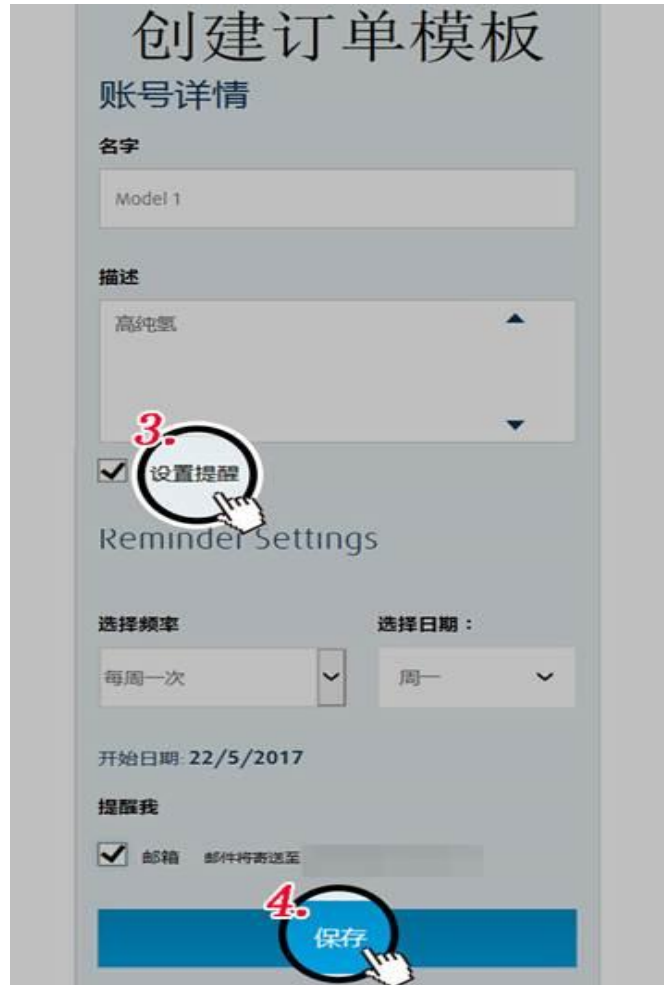 创建订单模板
账号详情
名字
Model 1
描述
高纯氢
3.
设置提醒
Reminder Settings
选择频率 选择日期：
每周一次 周一
开始日期: 22/5/2017
提醒我
邮箱 邮件将寄送至
4.
保存